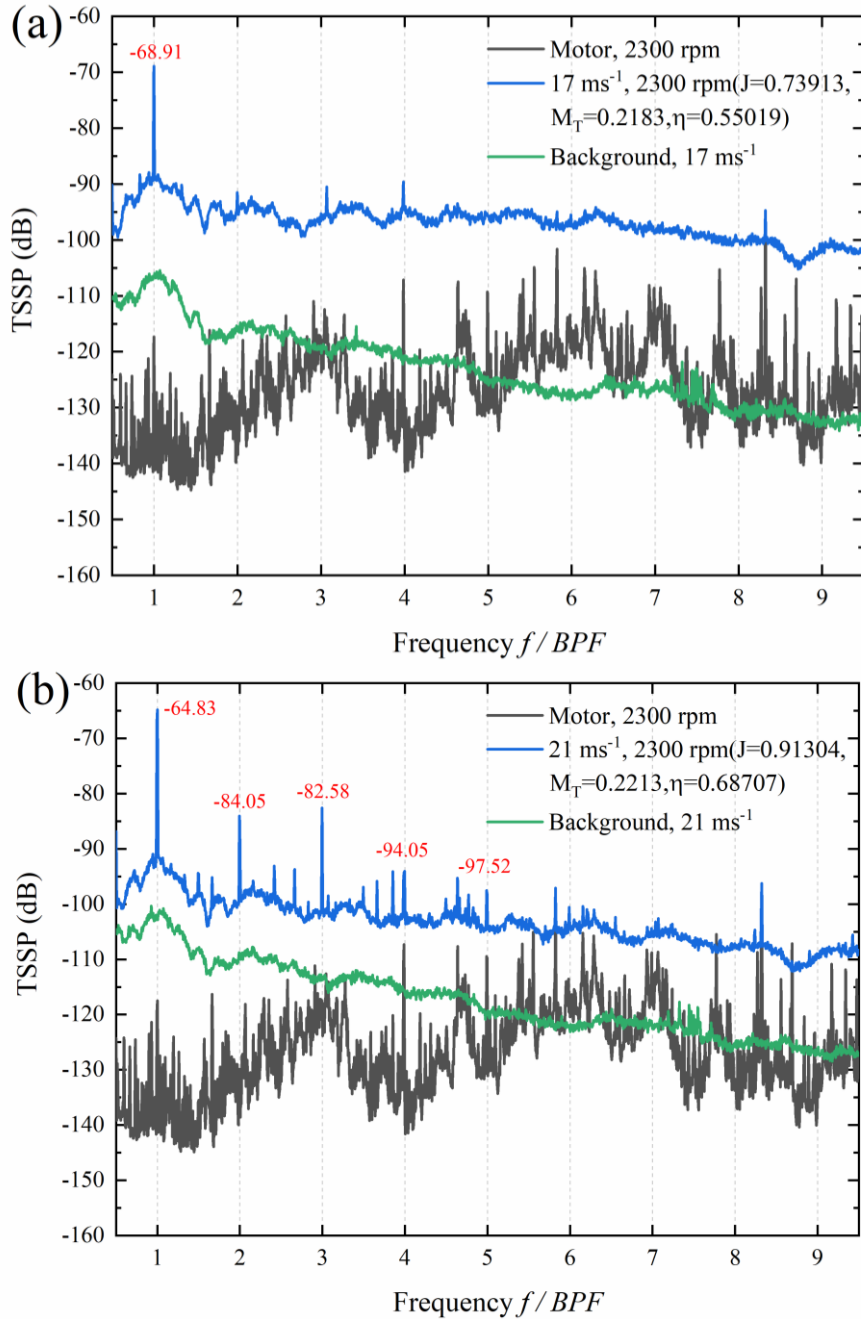 (a)
-60
-70
-80
-90
-100
-110
-120
-130
-140
-150
-160
TSSP (dB)
-68.91
Motor, 2300 rpm
17 ms⁻¹, 2300 rpm(J=0.73913,
M_T=0.2183,η=0.55019)
Background, 17 ms⁻¹
1 2 3 4 5 6 7 8 9
Frequency f / BPF
(b)
-60
-70
-80
-90
-100
-110
-120
-130
-140
-150
-160
TSSP (dB)
-64.83
-84.05
-82.58
-94.05
-97.52
Motor, 2300 rpm
21 ms⁻¹, 2300 rpm(J=0.91304,
M_T=0.2213,η=0.68707)
Background, 21 ms⁻¹
1 2 3 4 5 6 7 8 9
Frequency f / BPF